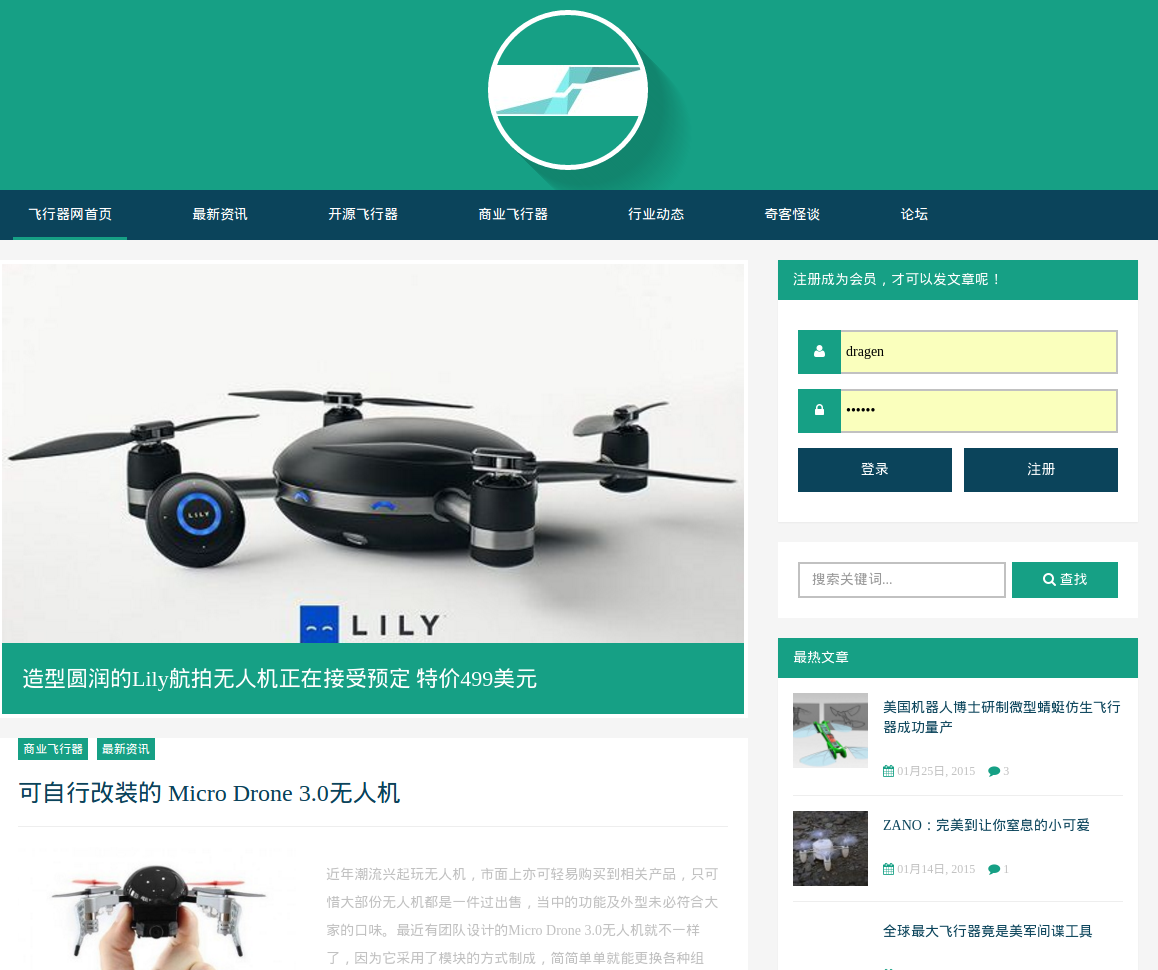 飞行器网首页 最新资讯 开源飞行器 商业飞行器 行业动态 奇客怪谈 论坛
LILY
LILY
造型圆润的Lily航拍无人机正在接受预定 特价499美元
商业飞行器 最新资讯
可自行改装的 Micro Drone 3.0无人机
近年潮流兴起玩无人机，市面上亦可轻易购买到相关产品，只可
惜大部份无人机都是一件过出售，当中的功能及外型未必符合大
家的口味。最近有团队设计的Micro Drone 3.0无人机就不一样
了，因为它采用了模块的方式制成，简简单单就能更换各种组
注册成为会员，才可以发文章呢！
dragen
••••••
登录 注册
搜索关键词... 查找
最热文章
美国机器人博士研制微型蜻蜓仿生飞行
器成功量产
01月25日, 2015 3
ZANO：完美到让你窒息的小可爱
01月14日, 2015 1
全球最大飞行器竟是美军间谍工具